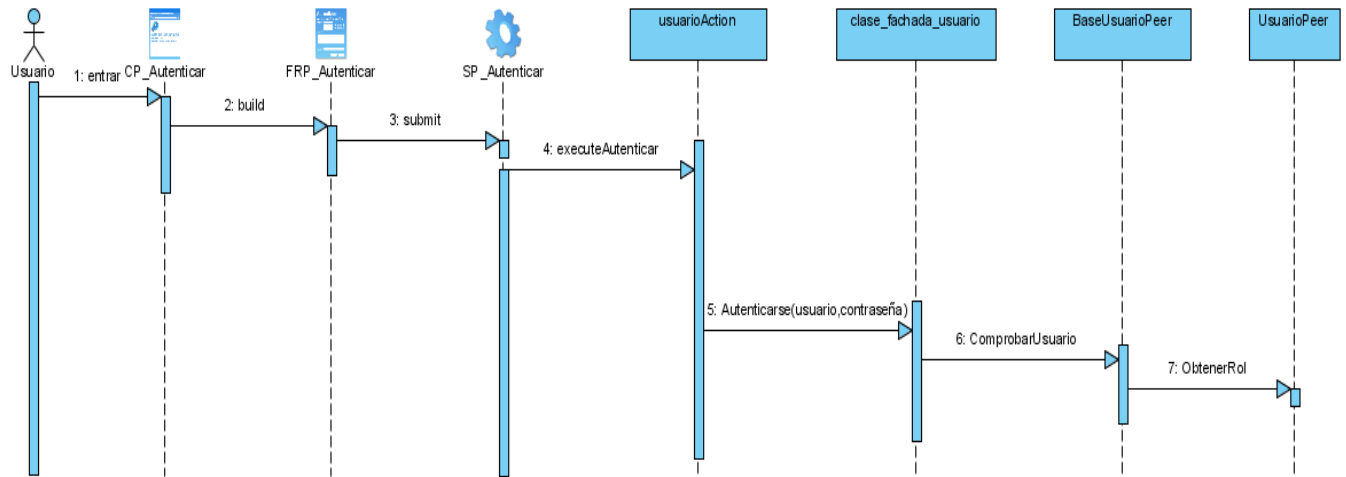 usuarioAction
clase_fachada_usuario
BaseUsuarioPeer
UsuarioPeer
Usuario
CP_Autenticar
FRP_Autenticar
SP_Autenticar
1: entrar
2: build
3: submit
4: executeAutenticar
5: Autenticarse(usuario,contraseña)
6: ComprobarUsuario
7: ObtenerRol